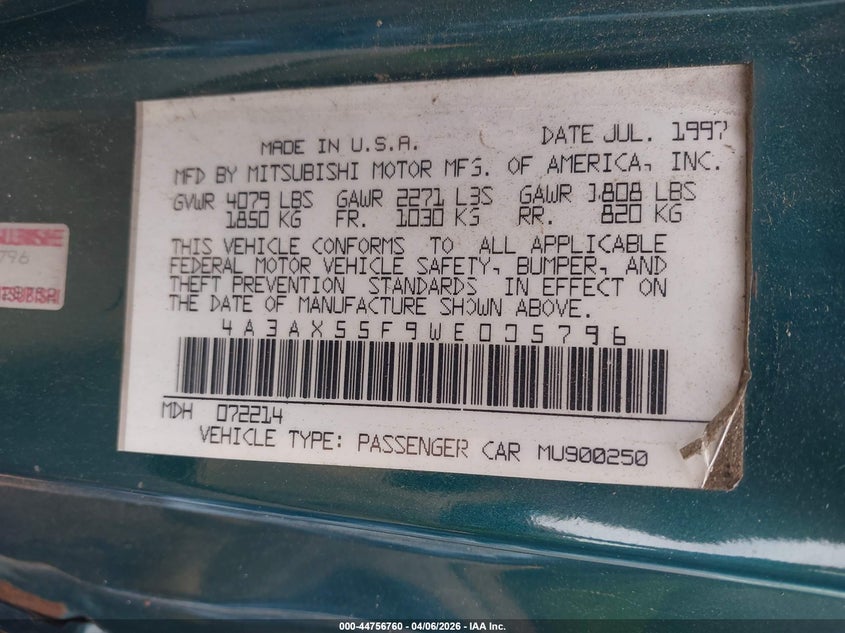 MADE IN U.S.A. DATE JUL. 1997
MFD BY MITSUBISHI MOTOR MFG. OF AMERICA, INC.
GVWR 4079 LBS GAWR 2271 LBS GAWR 1808 LBS
1850 KG FR. 1030 KG RR. 820 KG
THIS VEHICLE CONFORMS TO ALL APPLICABLE
FEDERAL MOTOR VEHICLE SAFETY, BUMPER, AND
THEFT PREVENTION STANDARDS IN EFFECT ON
THE DATE OF MANUFACTURE SHOWN ABOVE.
4A3AX55F9WE005796
MDH 072214
VEHICLE TYPE: PASSENGER CAR MU900250
796
000-44756760 | 04/06/2026 | IAA Inc.